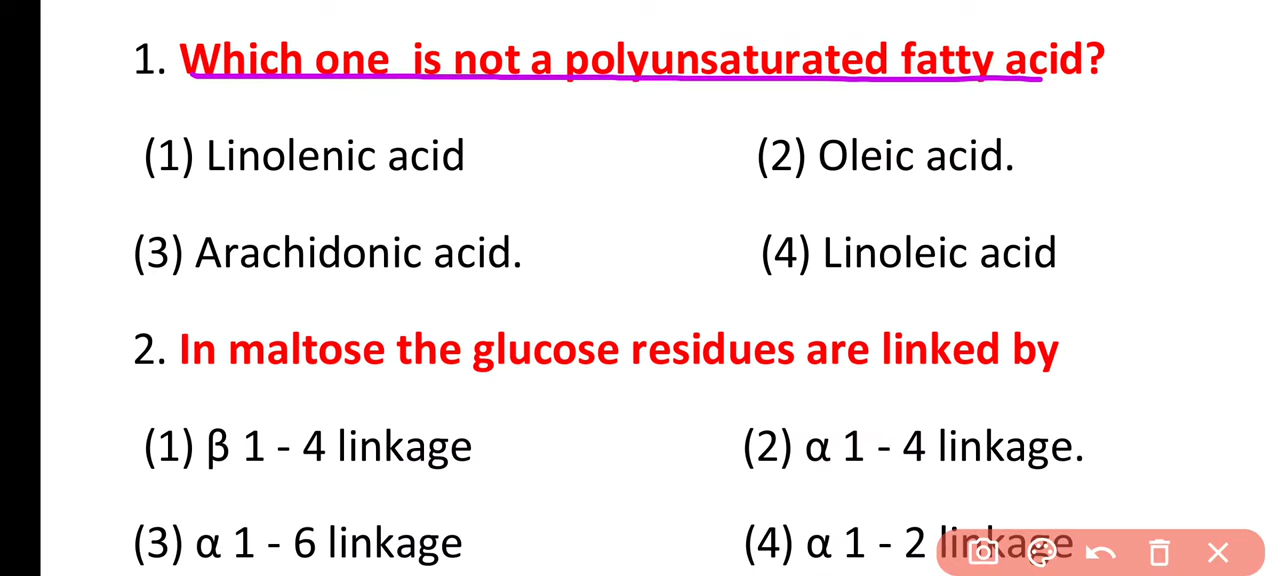 1. Which one is not a polyunsaturated fatty acid?
(1) Linolenic acid (2) Oleic acid.
(3) Arachidonic acid. (4) Linoleic acid
2. In maltose the glucose residues are linked by
(1) β 1 - 4 linkage (2) α 1 - 4 linkage.
(3) α 1 - 6 linkage (4) α 1 - 2 linkage